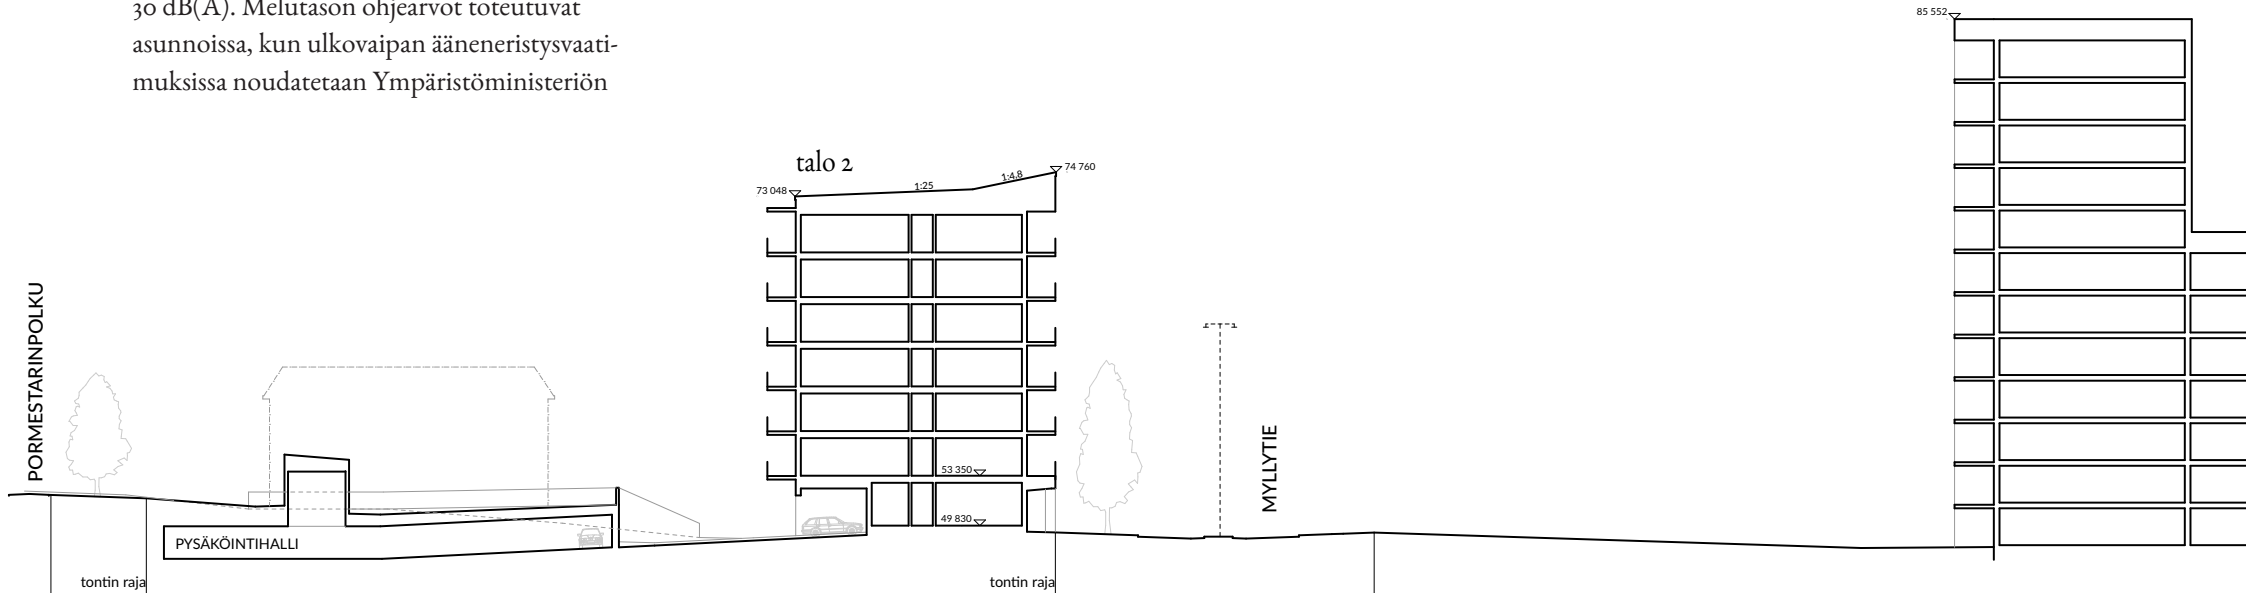 30 dB(A). Melutason ohjearvot toteutuvat
asunnoissa, kun ulkovaipan ääneneristysvaati-
muksissa noudatetaan Ympäristöministeriön
85 552
talo 2
73 048
1:25
1:4.8
74 760
PORMESTARINPOLKU
MYLLYTIE
53 350
49 830
PYSÄKÖINTIHALLI
tontin raja
tontin raja